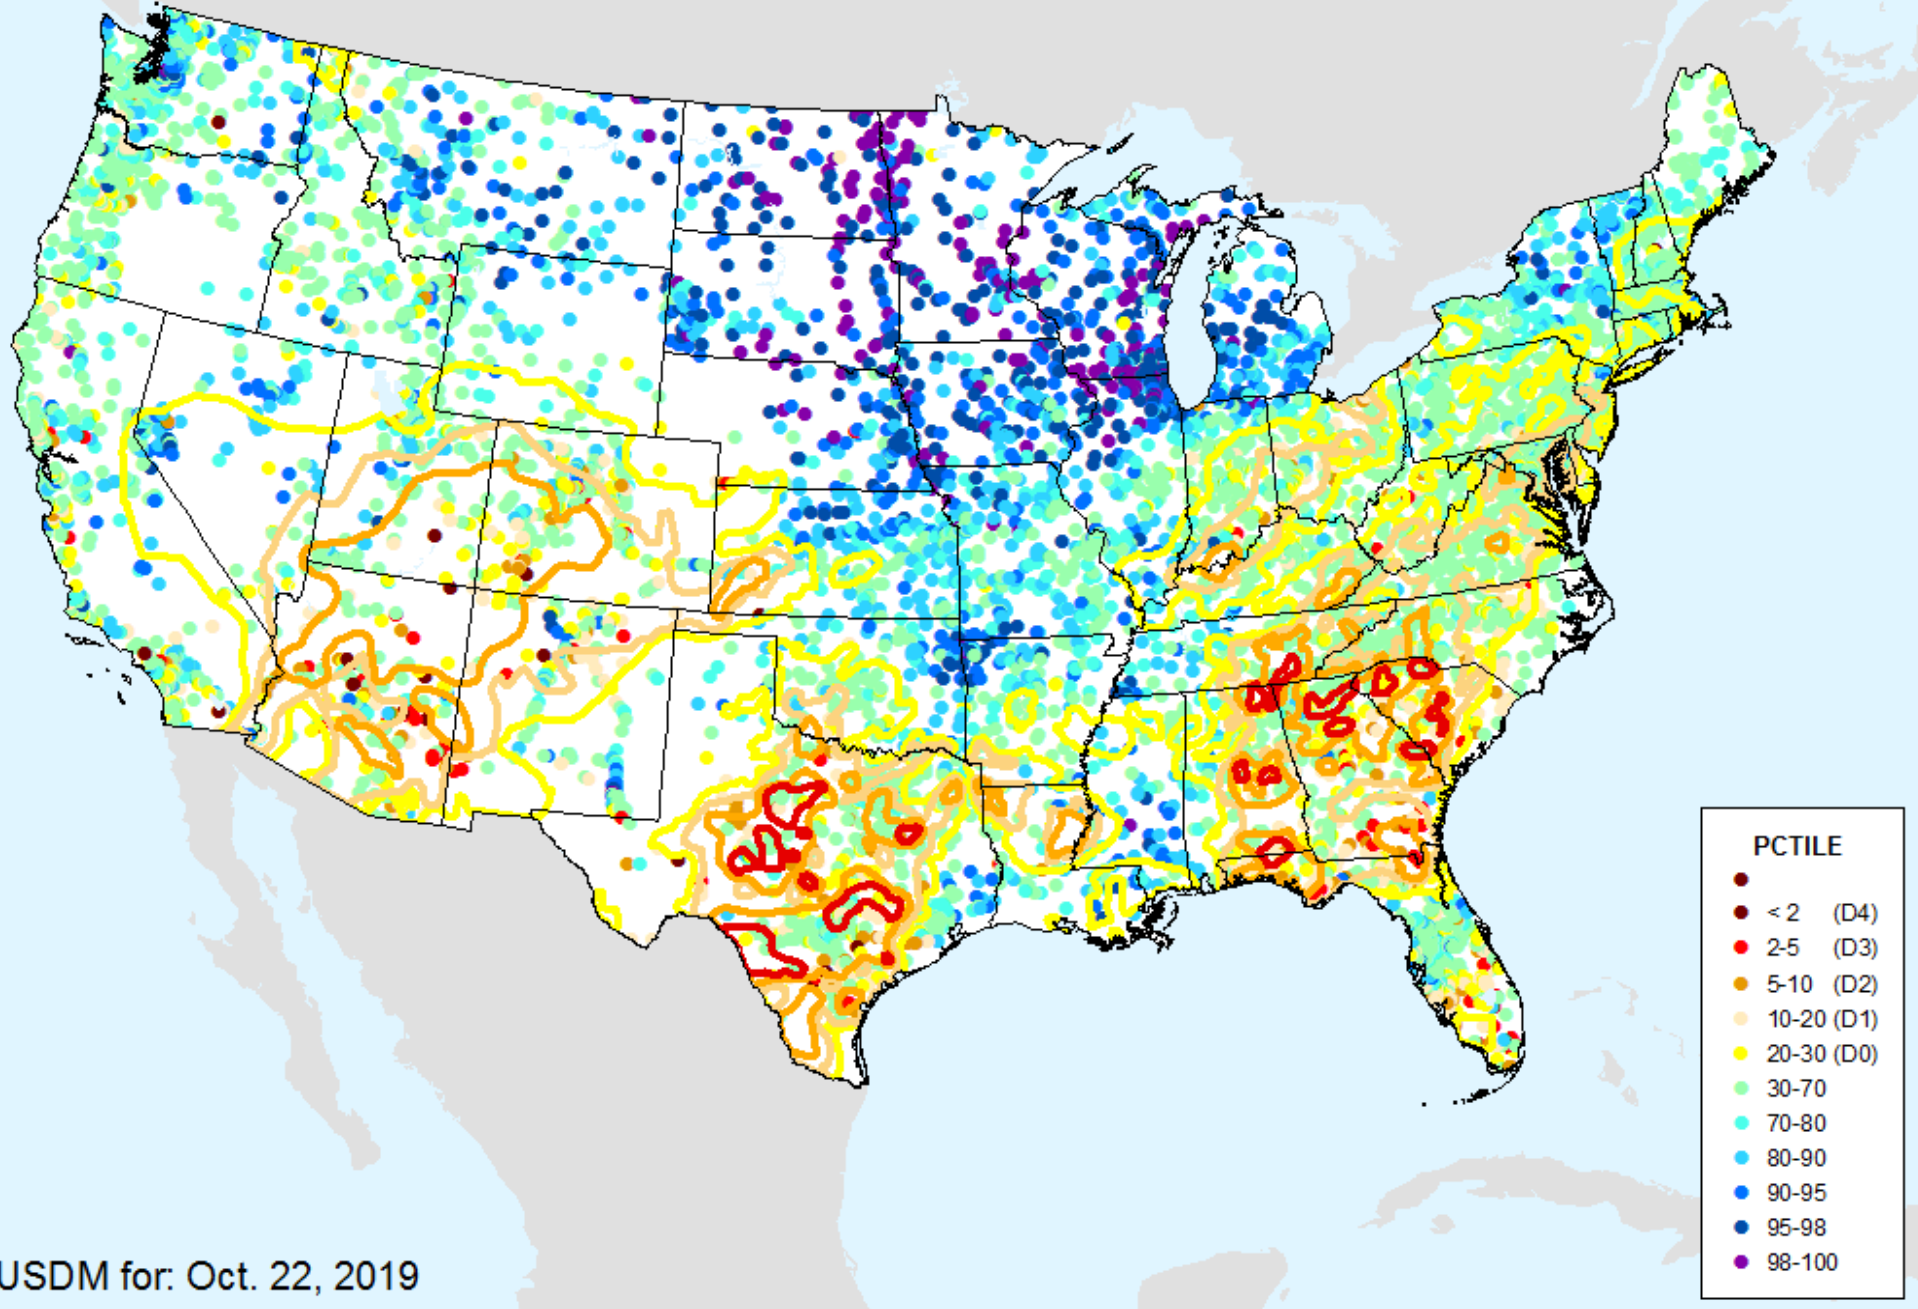 PCTILE
< 2 (D4)
2-5 (D3)
5-10 (D2)
10-20 (D1)
20-30 (D0)
30-70
70-80
80-90
90-95
95-98
98-100
USDM for: Oct. 22, 2019